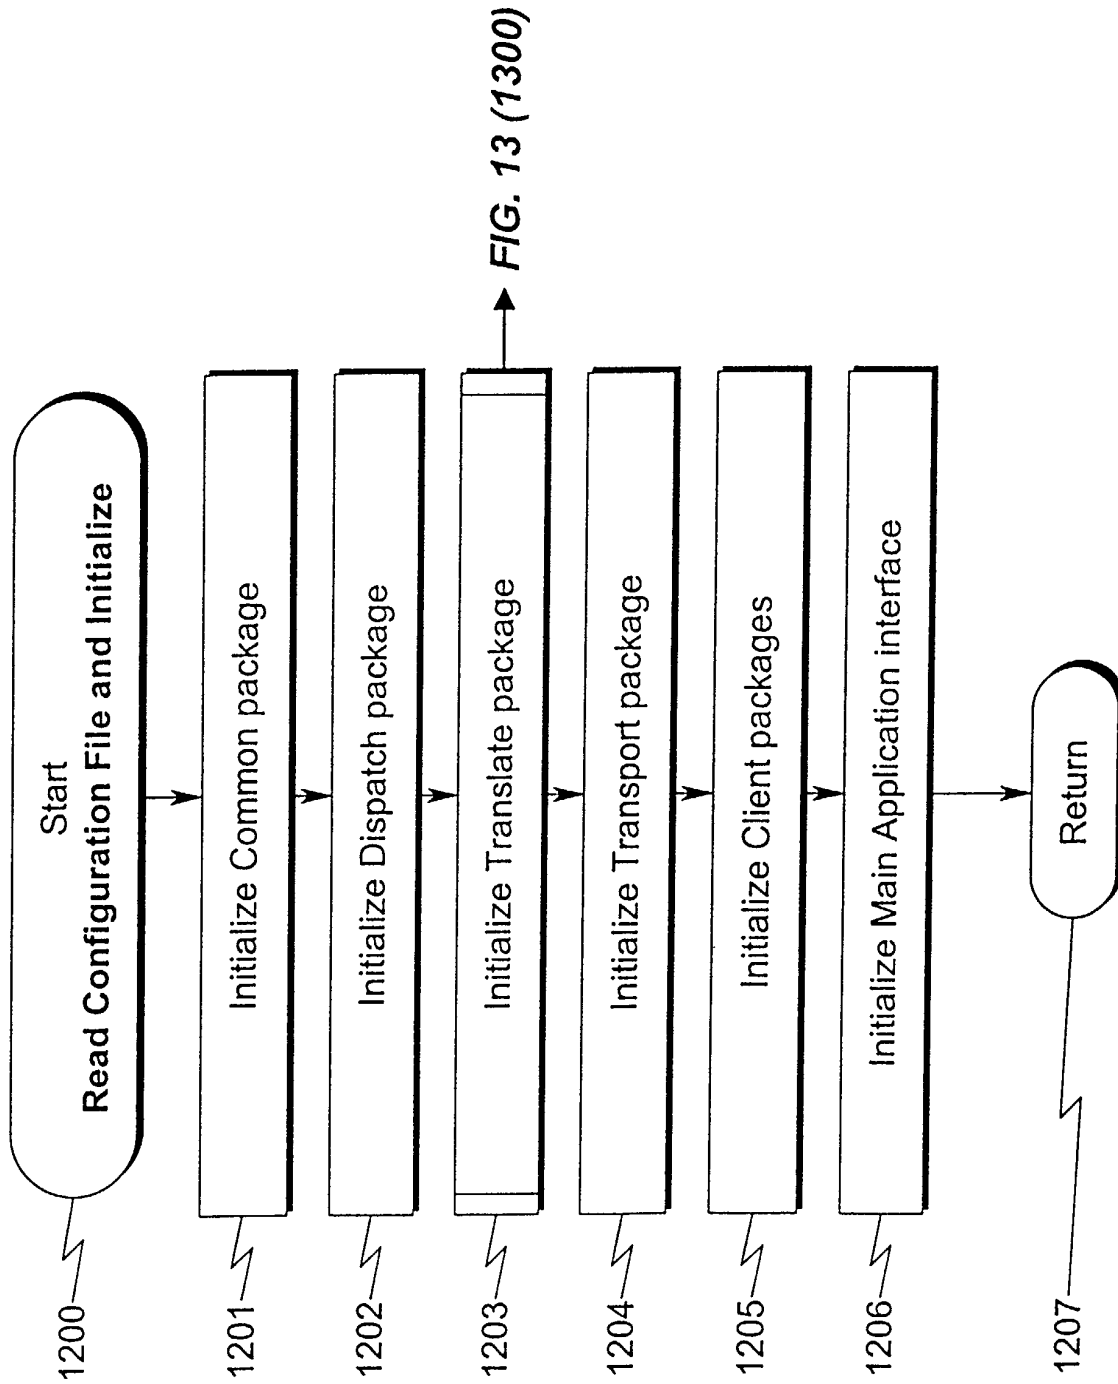 1200
Start
Read Configuration File and Initialize
1201
Initialize Common package
1202
Initialize Dispatch package
1203
Initialize Translate package
FIG. 13 (1300)
1204
Initialize Transport package
1205
Initialize Client packages
1206
Initialize Main Application interface
1207
Return